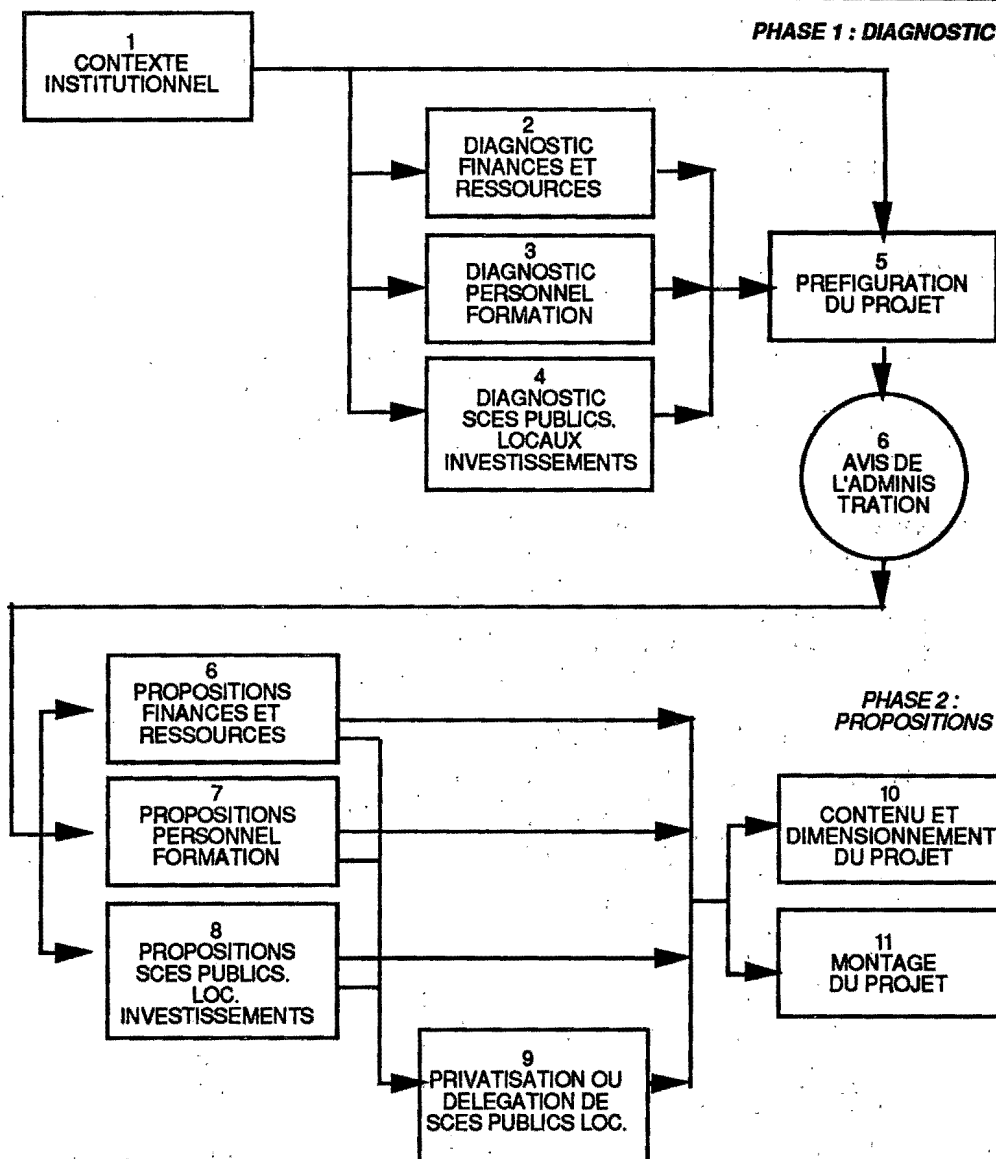 PHASE 1 : DIAGNOSTIC
1
CONTEXTE
INSTITUTIONNEL
2
DIAGNOSTIC
FINANCES ET
RESSOURCES
3
DIAGNOSTIC
PERSONNEL
FORMATION
4
DIAGNOSTIC
SCES PUBLICS.
LOCAUX
INVESTISSEMENTS
5
PREFIGURATION
DU PROJET
6
AVIS DE
L'ADMINIS
TRATION
PHASE 2 :
PROPOSITIONS
6
PROPOSITIONS
FINANCES ET
RESSOURCES
7
PROPOSITIONS
PERSONNEL
FORMATION
8
PROPOSITIONS
SCES PUBLICS.
LOC.
INVESTISSEMENTS
9
PRIVATISATION OU
DELEGATION DE
SCES PUBLICS LOC.
10
CONTENU ET
DIMENSIONNEMENT
DU PROJET
11
MONTAGE
DU PROJET